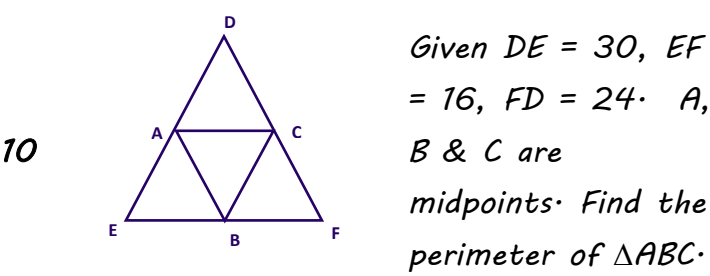 10
D
A
C
E
B
F
Given DE = 30, EF
= 16, FD = 24. A,
B & C are
midpoints. Find the
perimeter of ΔABC.